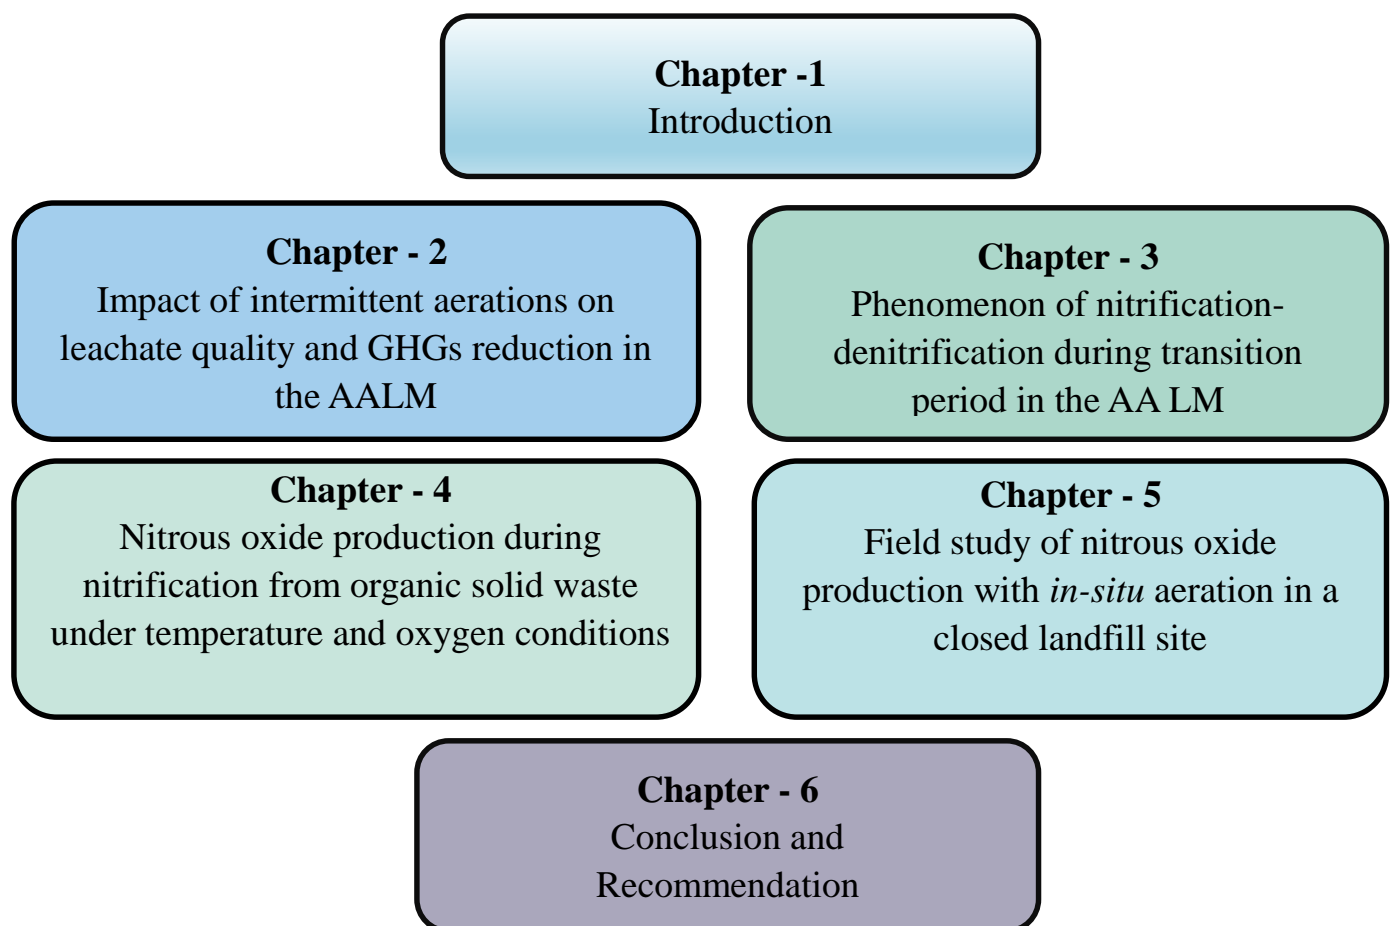 Chapter -1
Introduction
Chapter - 2
Impact of intermittent aerations on
leachate quality and GHGs reduction in
the AALM
Chapter - 3
Phenomenon of nitrification-
denitrification during transition
period in the AA LM
Chapter - 4
Nitrous oxide production during
nitrification from organic solid waste
under temperature and oxygen conditions
Chapter - 5
Field study of nitrous oxide
production with in-situ aeration in a
closed landfill site
Chapter - 6
Conclusion and
Recommendation